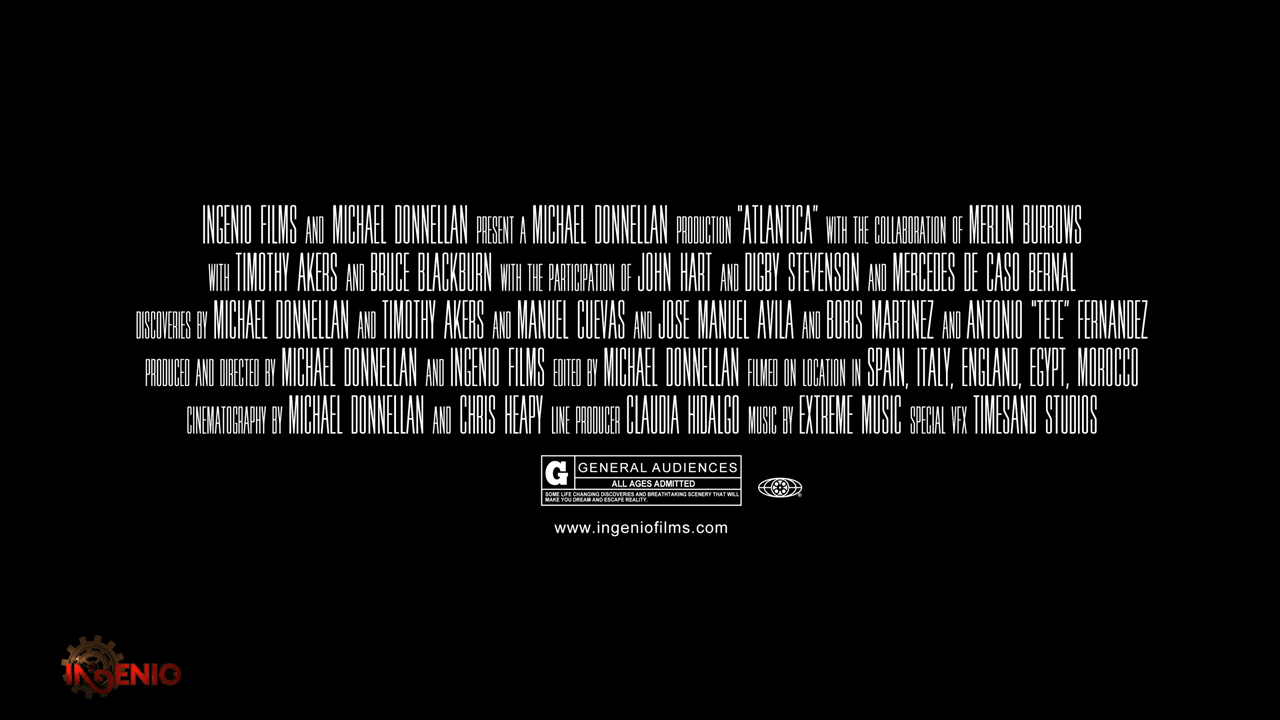 INGENIO FILMS AND MICHAEL DONNELLAN PRESENT A MICHAEL DONNELLAN PRODUCTION "ATLANTICA" WITH THE COLLABORATION OF MERLIN BURROWS
WITH TIMOTHY AKERS AND BRUCE BLACKBURN WITH THE PARTICIPATION OF JOHN HART AND DIGBY STEVENSON AND MERCEDES DE CASO BERNAL
DISCOVERIES BY MICHAEL DONNELLAN AND TIMOTHY AKERS AND MANUEL CUEVAS AND JOSE MANUEL AVILA AND BORIS MARTINEZ AND ANTONIO "TETE" FERNANDEZ
PRODUCED AND DIRECTED BY MICHAEL DONNELLAN AND INGENIO FILMS EDITED BY MICHAEL DONNELLAN FILMED ON LOCATION IN SPAIN, ITALY, ENGLAND, EGYPT, MOROCCO
CINEMATOGRAPHY BY MICHAEL DONNELLAN AND CHRIS HEAPY LINE PRODUCER CLAUDIA HIDALGO MUSIC BY EXTREME MUSIC SPECIAL VFX TIMESAND STUDIOS
G GENERAL AUDIENCES
ALL AGES ADMITTED
SOME LIFE CHANGING DISCOVERIES AND BREATHTAKING SCENERY THAT WILL
MAKE YOU DREAM AND ESCAPE REALITY.
®
www.ingeniofilms.com
INGENIO